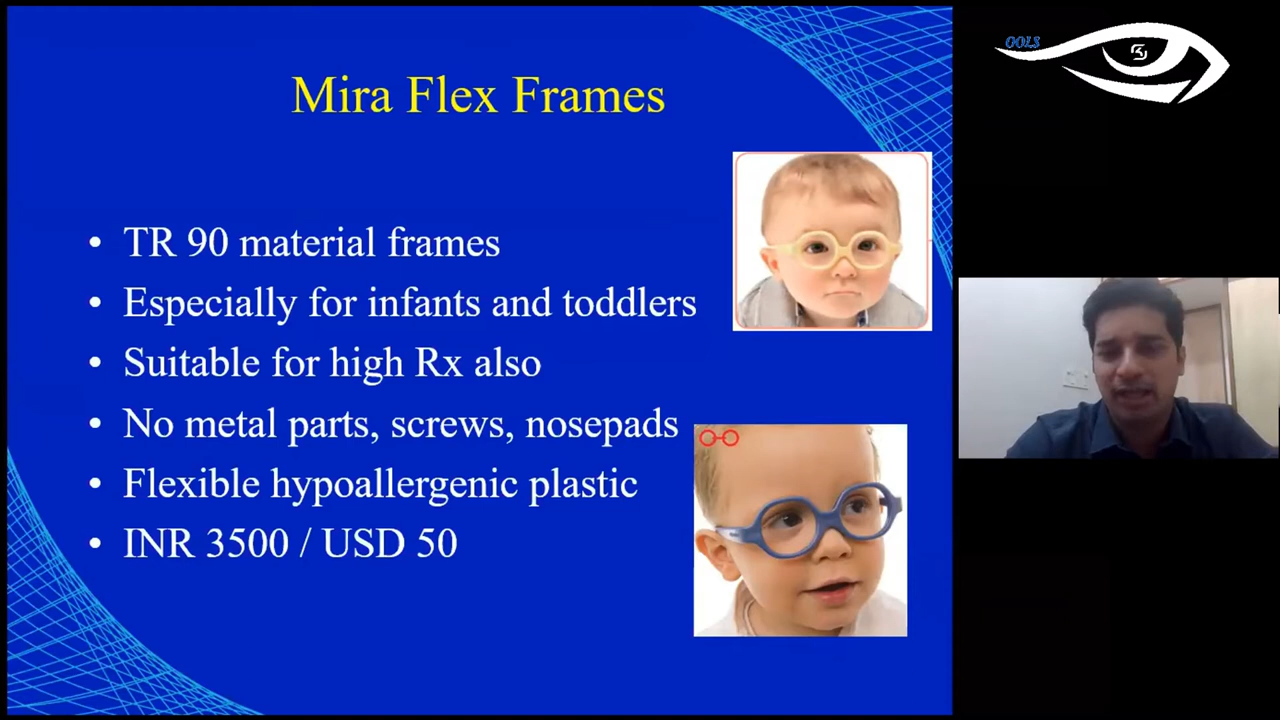 Mira Flex Frames
• TR 90 material frames
• Especially for infants and toddlers
• Suitable for high Rx also
• No metal parts, screws, nosepads
• Flexible hypoallergenic plastic
• INR 3500 / USD 50
OOLS